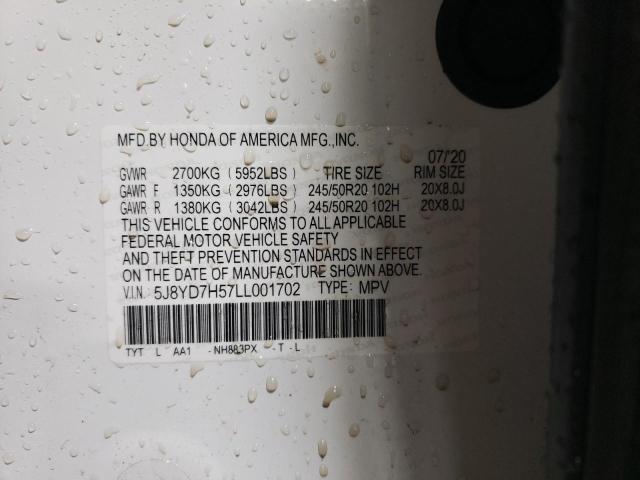 MFD.BY HONDA OF AMERICA MFG.,INC.
07/'20
GVWR 2700KG (5952LBS) TIRE SIZE RIM SIZE
GAWR F 1350KG (2976LBS) 245/50R20 102H 20X8.0J
GAWR R 1380KG (3042LBS) 245/50R20 102H 20X8.0J
THIS VEHICLE CONFORMS TO ALL APPLICABLE
FEDERAL MOTOR VEHICLE SAFETY
AND THEFT PREVENTION STANDARDS IN EFFECT
ON THE DATE OF MANUFACTURE SHOWN ABOVE.
V.I.N. 5J8YD7H57LL001702 TYPE: MPV
TYT L AA1 -NH883PX -T-L